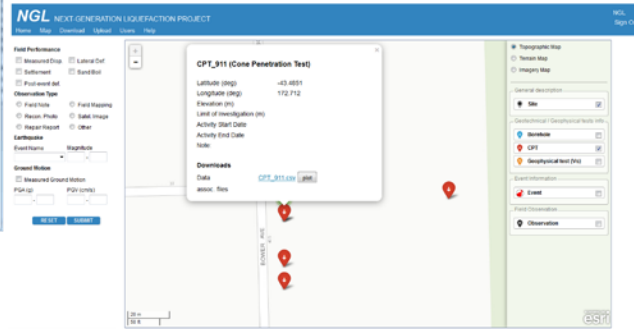 NGL NEXT-GENERATION LIQUEFACTION PROJECT
NGL
Sign O
Home Map Download Upload Users Help
Field Performance
Measured Disp. Lateral Def.
Settlement Sand Boil
Post-event def.
Observation Type
Field Note Field Mapping
Recon. Photo Satel. Image
Repair Report Other
Earthquake
Event Name Magnitude
-
Ground Motion
Measured Ground Motion
PGA (g) PGV (cm/s)
- -
RESET SUBMIT
+
-
CPT_911 (Cone Penetration Test)
×
Latitude (deg) -43.4851
Longitude (deg) 172.712
Elevation (m)
Limit of Investigation (m)
Activity Start Date
Activity End Date
Note:
Downloads
Data CPT_911.csv plot
assoc. files
BOWER AVE
20 m
50 ft
esri
Topographic Map
Terrain Map
Imagery Map
General description
Site
Geotechnical / Geophysical tests info
Borehole
CPT
Geophysical test (Vs)
Event Information
Event
Field Observation
Observation